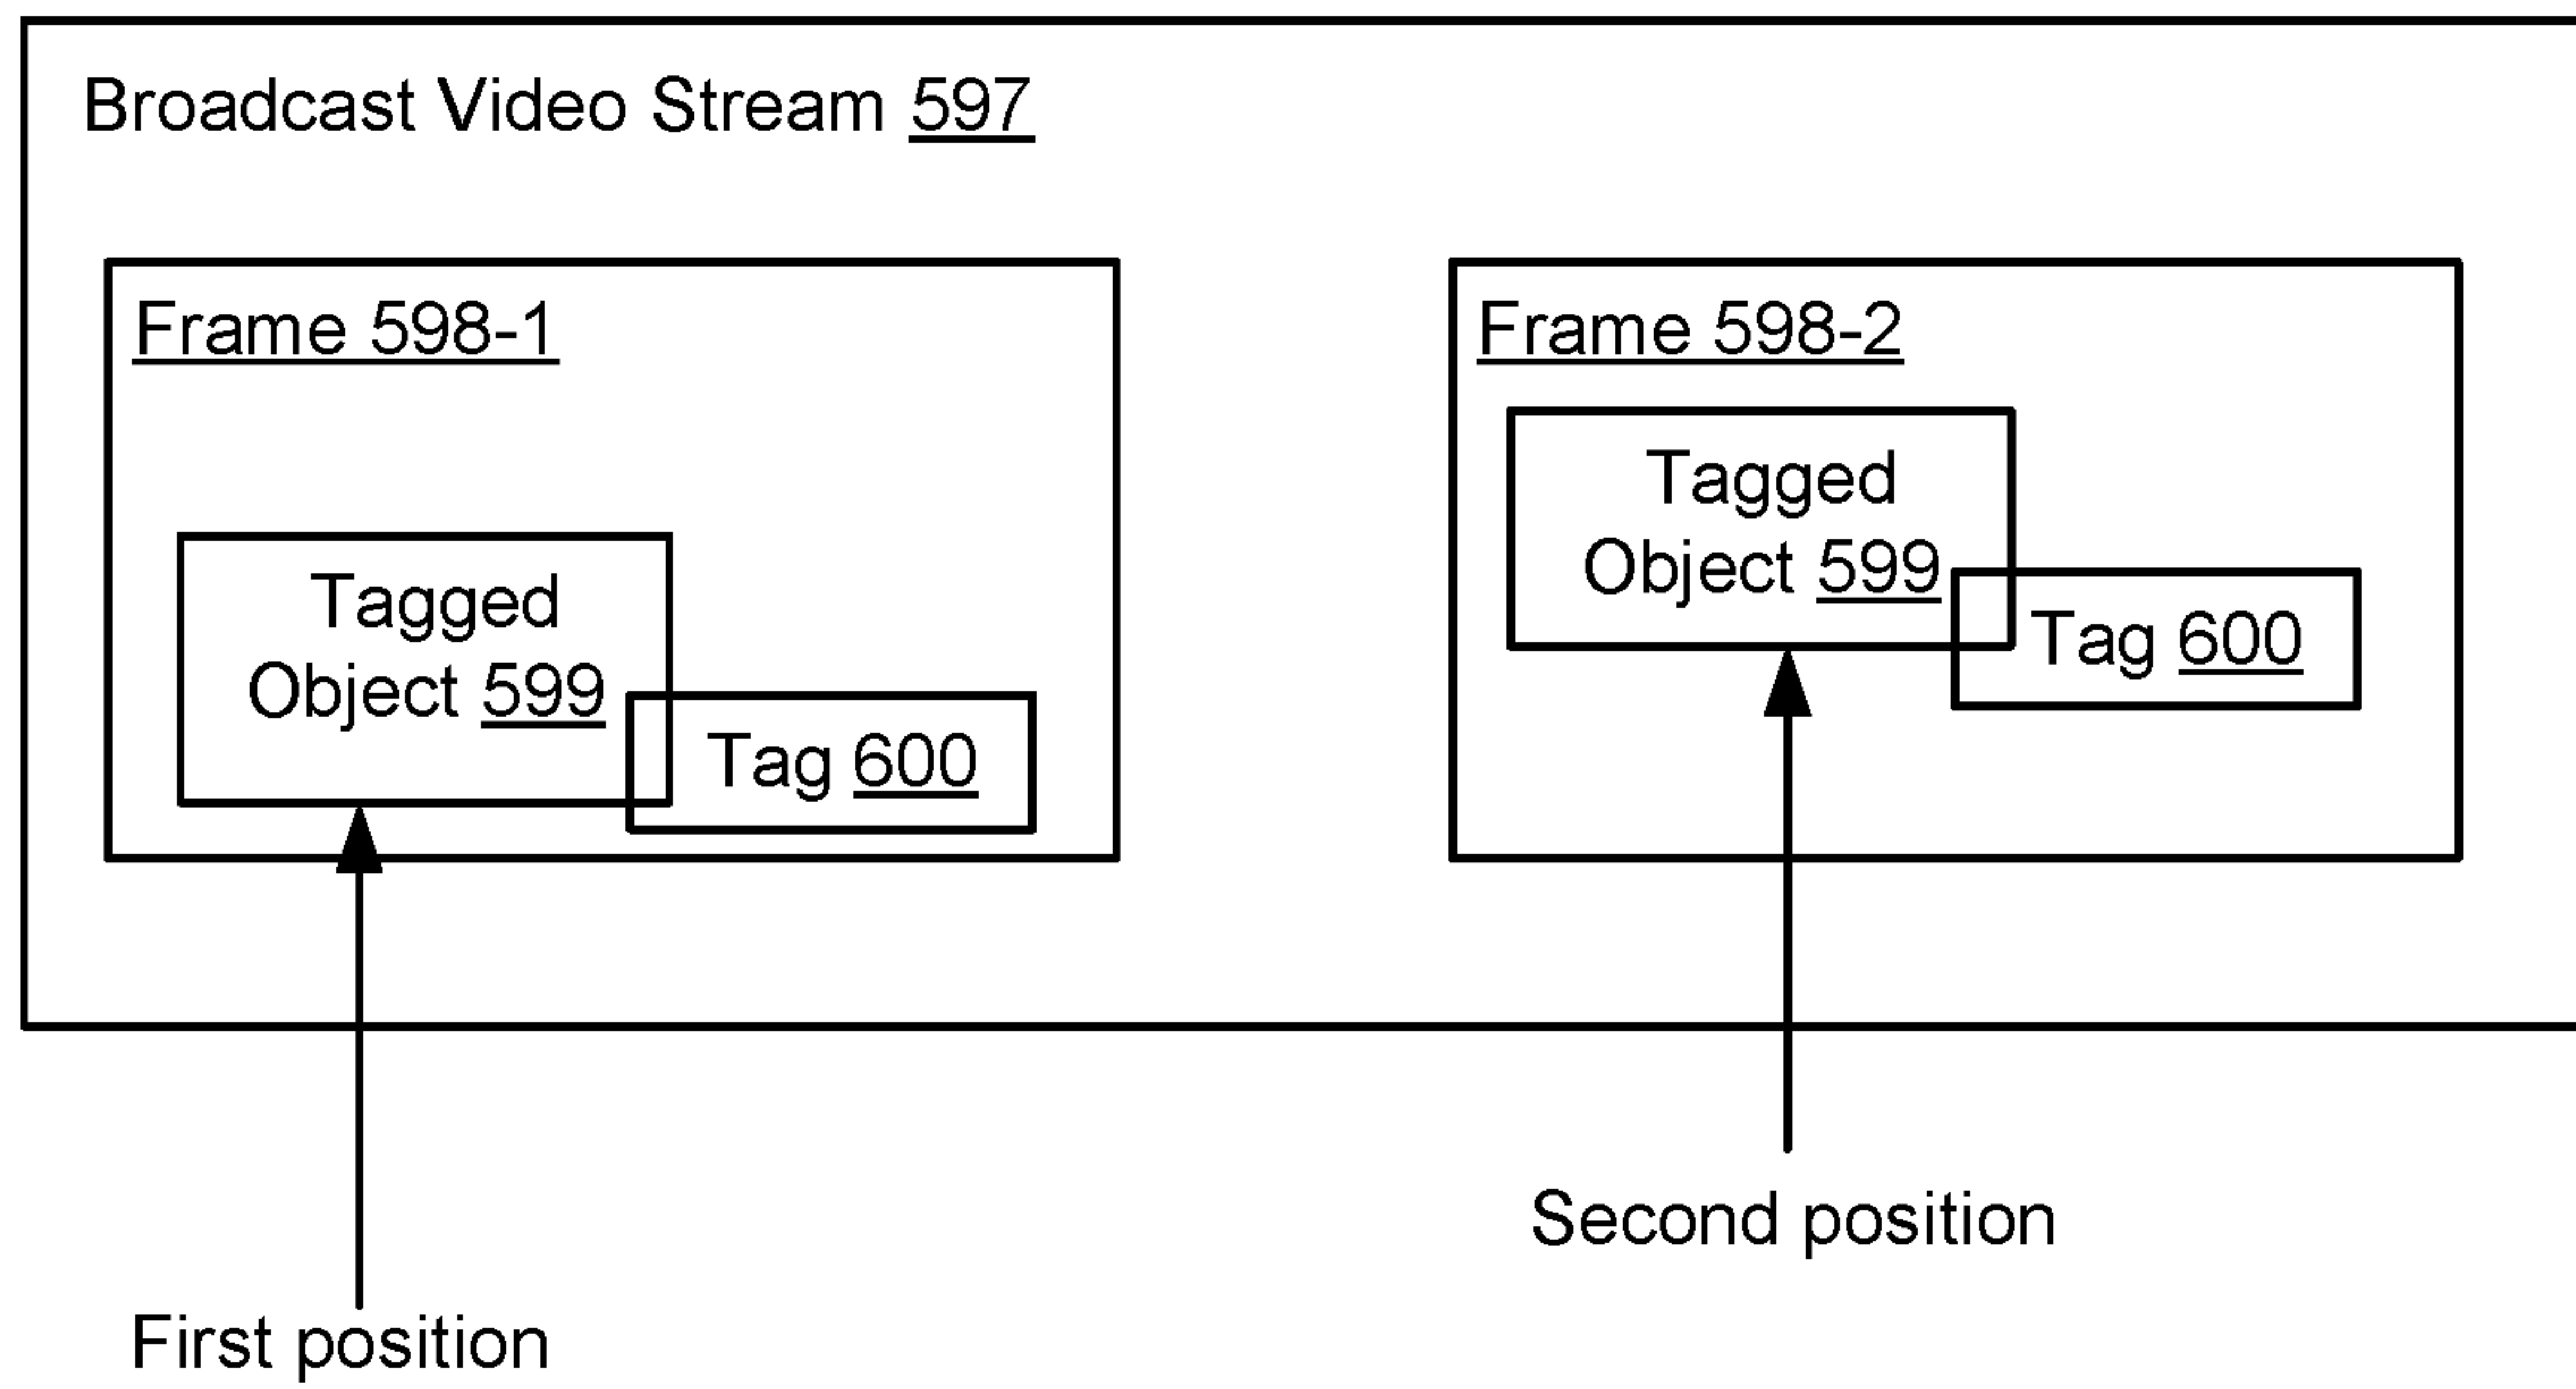 Broadcast Video Stream 597
Frame 598-1
Tagged
Object 599
Tag 600
Frame 598-2
Tagged
Object 599
Tag 600
First position
Second position